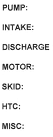 PUMP:
INTAKE:
DISCHARGE
MOTOR:
SKID:
HTC:
MISC: